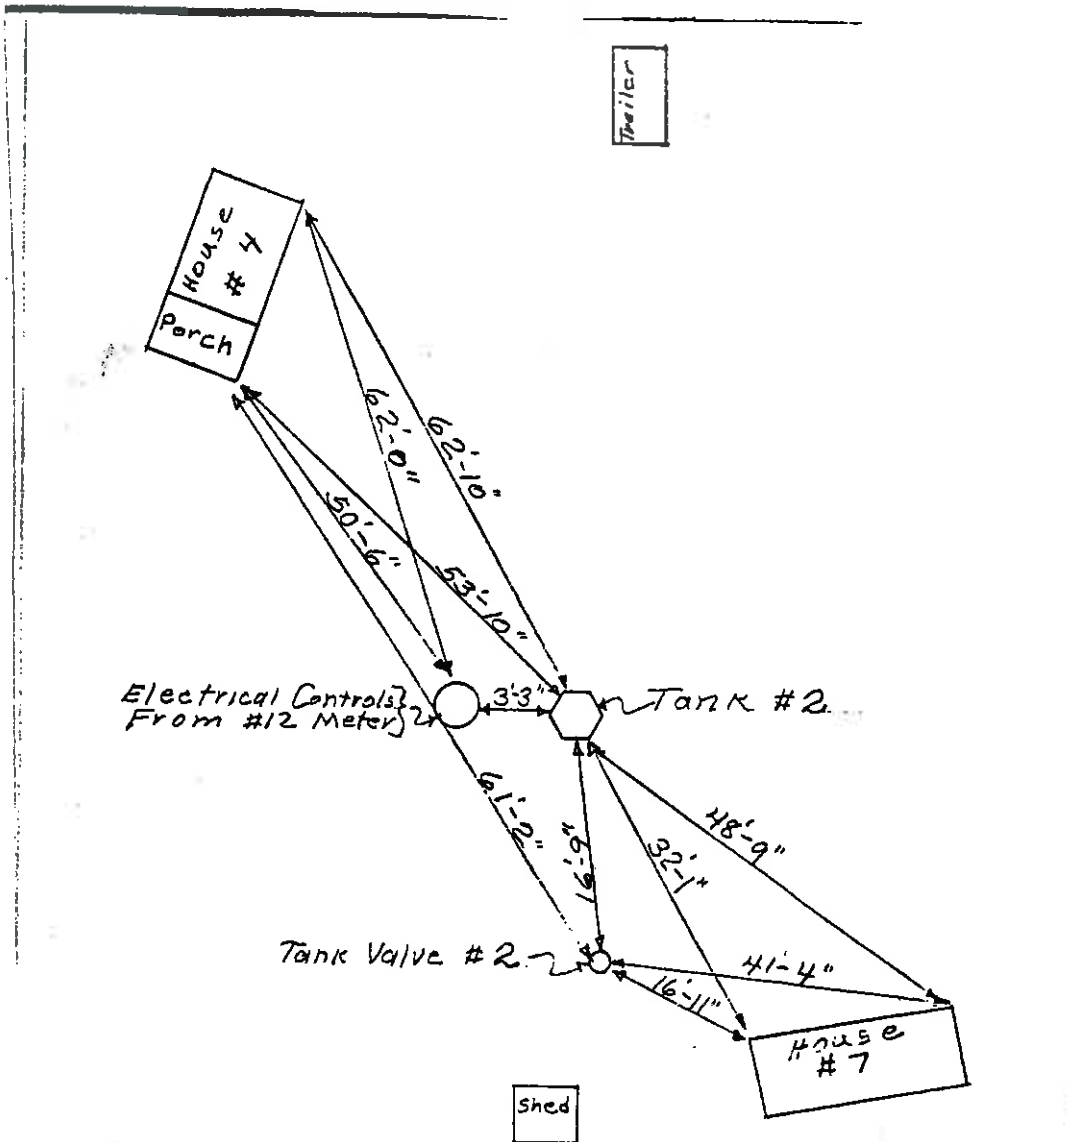 Trailer
House
# 4
Porch
62'-0"
62'-10"
50'-6"
53'-10"
Electrical Controls}
From #12 Meter}
3'-3"
Tank #2
61'-2"
16'-9"
32'-1"
48'-9"
Tank Valve #2
41'-4"
16'-11"
House
#7
Shed